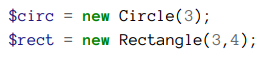 $circ = new Circle(3);
$rect = new Rectangle(3,4);